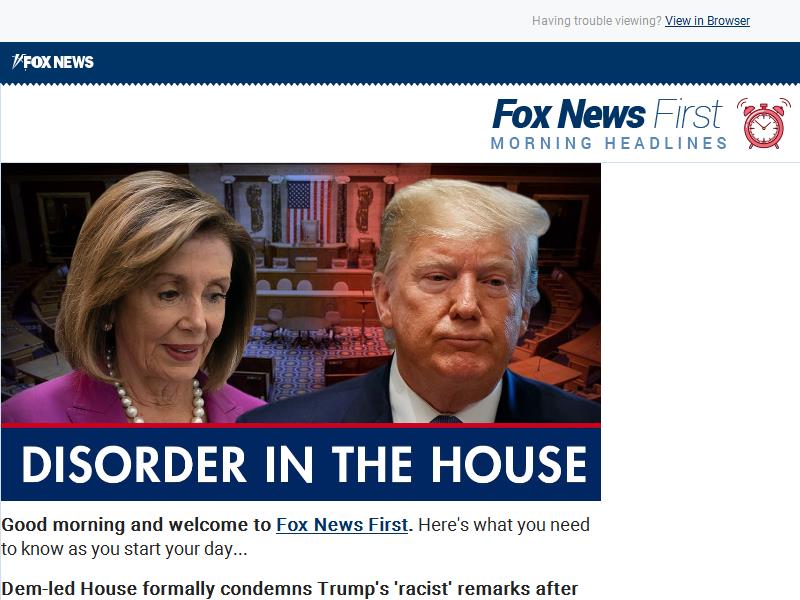 Having trouble viewing? View in Browser
FOX NEWS
Fox News First
MORNING HEADLINES
DISORDER IN THE HOUSE
Good morning and welcome to Fox News First. Here's what you need
to know as you start your day...
Dem-led House formally condemns Trump's 'racist' remarks after